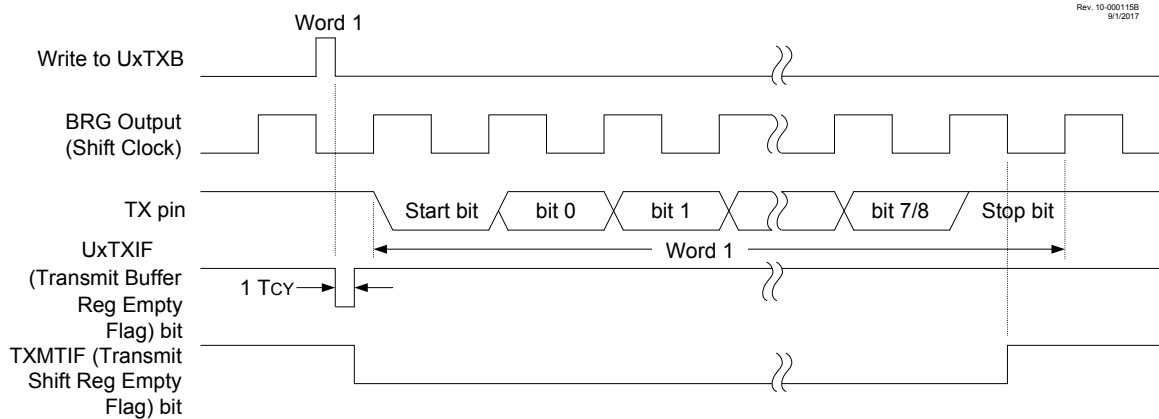 Rev. 10-000115B
9/1/2017
Word 1
Write to UxTXB
BRG Output
(Shift Clock)
TX pin
Start bit
bit 0
bit 1
bit 7/8
Stop bit
Word 1
UxTXIF
(Transmit Buffer
Reg Empty
Flag) bit
1 TCY
TXMTIF (Transmit
Shift Reg Empty
Flag) bit